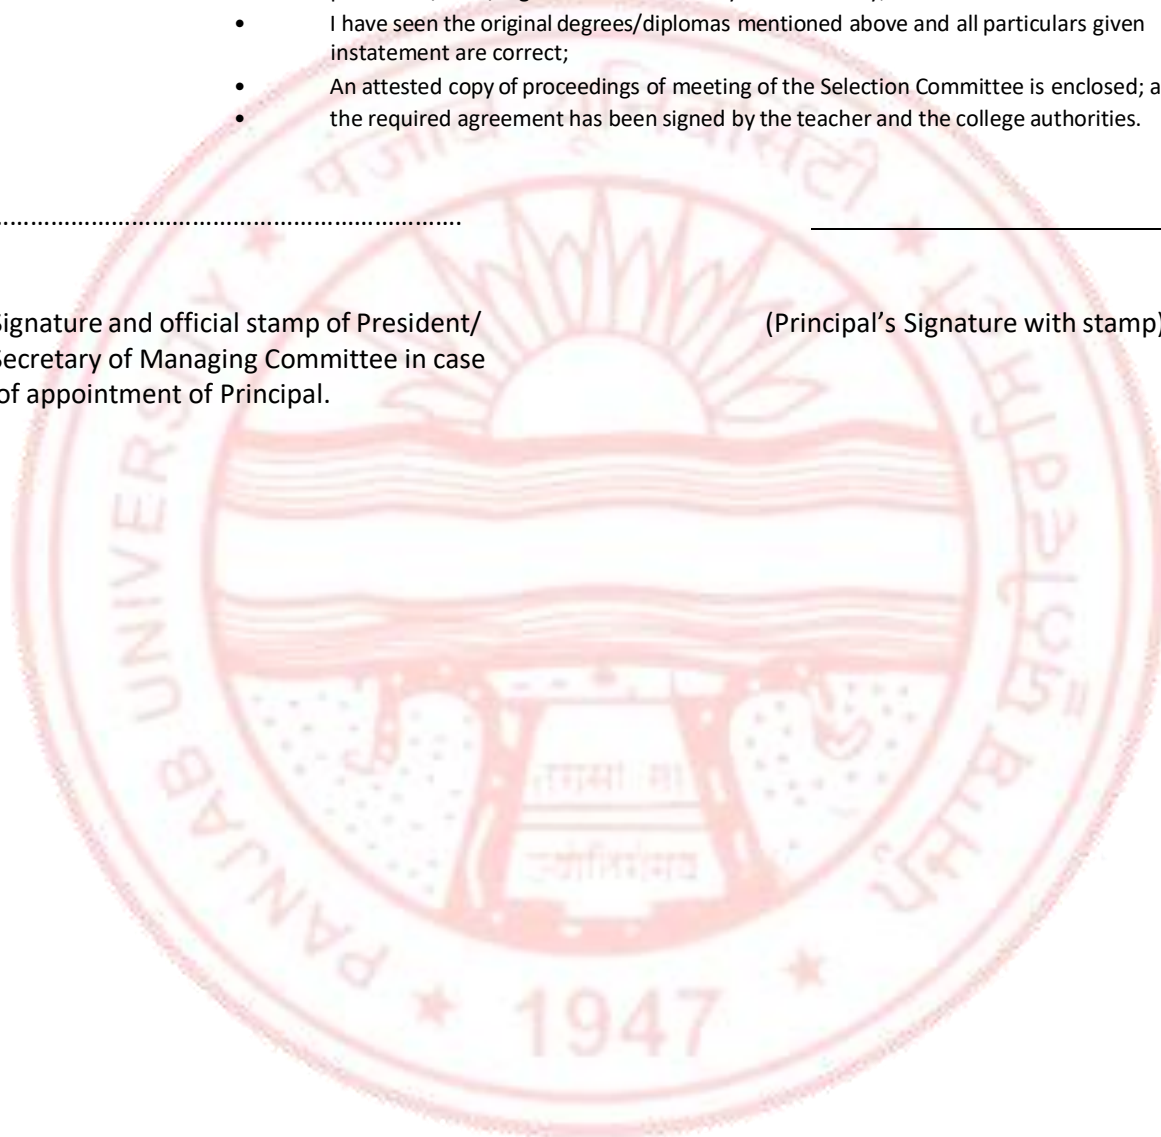 • I have seen the original degrees/diplomas mentioned above and all particulars given
instatement are correct;
• An attested copy of proceedings of meeting of the Selection Committee is enclosed; a
• the required agreement has been signed by the teacher and the college authorities.
Signature and official stamp of President/
Secretary of Managing Committee in case
of appointment of Principal.
(Principal’s Signature with stamp)
PANJAB UNIVERSITY
पंजाब यूनिवर्सिटी
1947